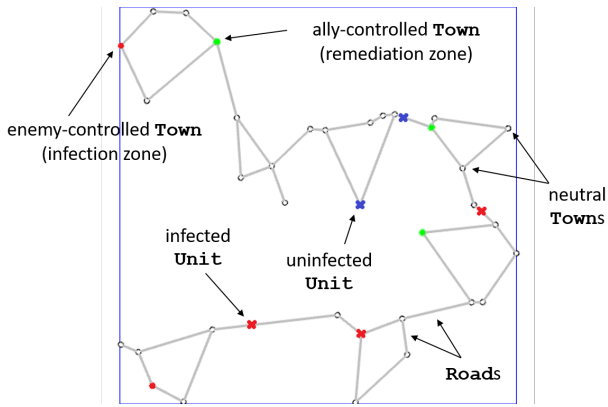 ally-controlled Town
(remediation zone)
enemy-controlled Town
(infection zone)
neutral
Towns
infected
Unit
uninfected
Unit
Roads